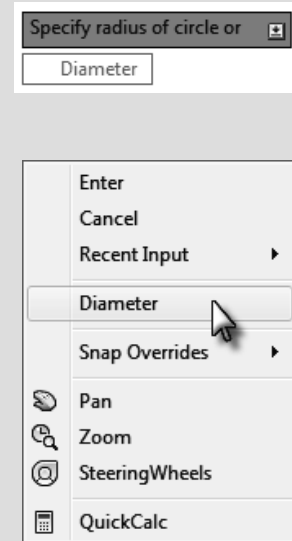 Specify radius of circle or
Diameter
Enter
Cancel
Recent Input
Diameter
Snap Overrides
Pan
Zoom
SteeringWheels
QuickCalc